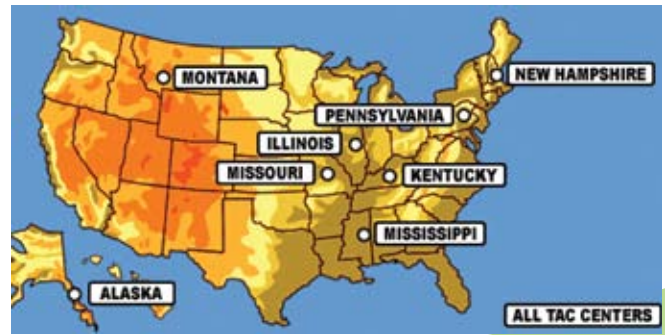 MONTANA
NEW HAMPSHIRE
PENNSYLVANIA
ILLINOIS
MISSOURI
KENTUCKY
MISSISSIPPI
ALASKA
ALL TAC CENTERS